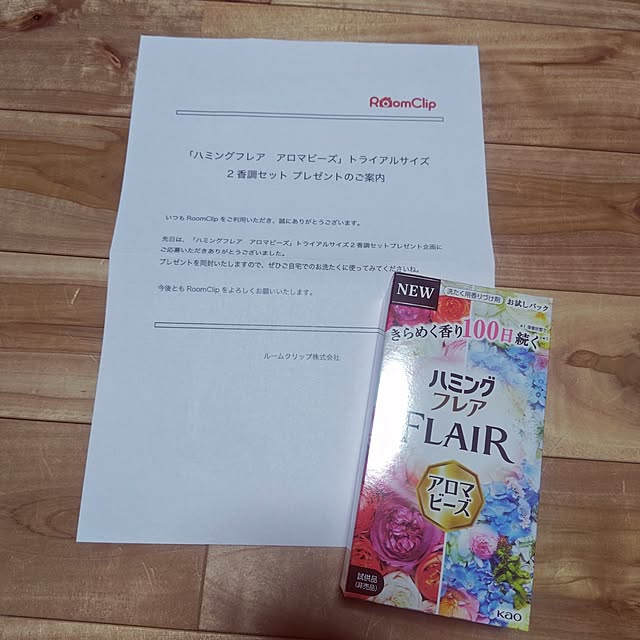 RoomClip
「ハミングフレア　アロマビーズ」トライアルサイズ
2香調セット プレゼントのご案内
いつもRoomClipをご利用いただき、誠にありがとうございます。
先日は、「ハミングフレア　アロマビーズ」トライアルサイズ2香調セットプレゼント企画に
ご応募いただきありがとうございました。
プレゼントを同封いたしますので、ぜひご自宅でのお洗たくに使ってみてくださいね。
今後ともRoomClipをよろしくお願いいたします。
ルームクリップ株式会社
NEW
洗たく用香りづけ剤 お試しパック
きらめく香り100日続く
ハミング
フレア
FLAIR
アロマ
ビーズ
試供品
(非売品)
Kao